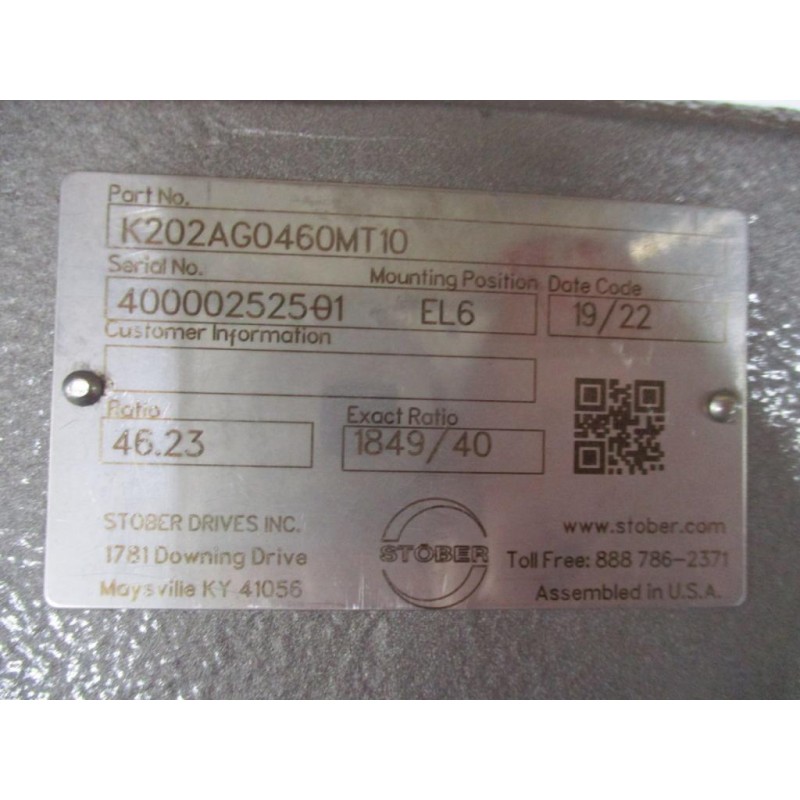 Part No.
K202AG0460MT10
Serial No. Mounting Position Date Code
4000025250-01 EL6 19/22
Customer Information
Ratio Exact Ratio
46.23 1849/40
STOBER DRIVES INC.
1781 Downing Drive
Maysville KY 41056
STÖBER
www.stober.com
Toll Free: 888 786-2371
Assembled in U.S.A.